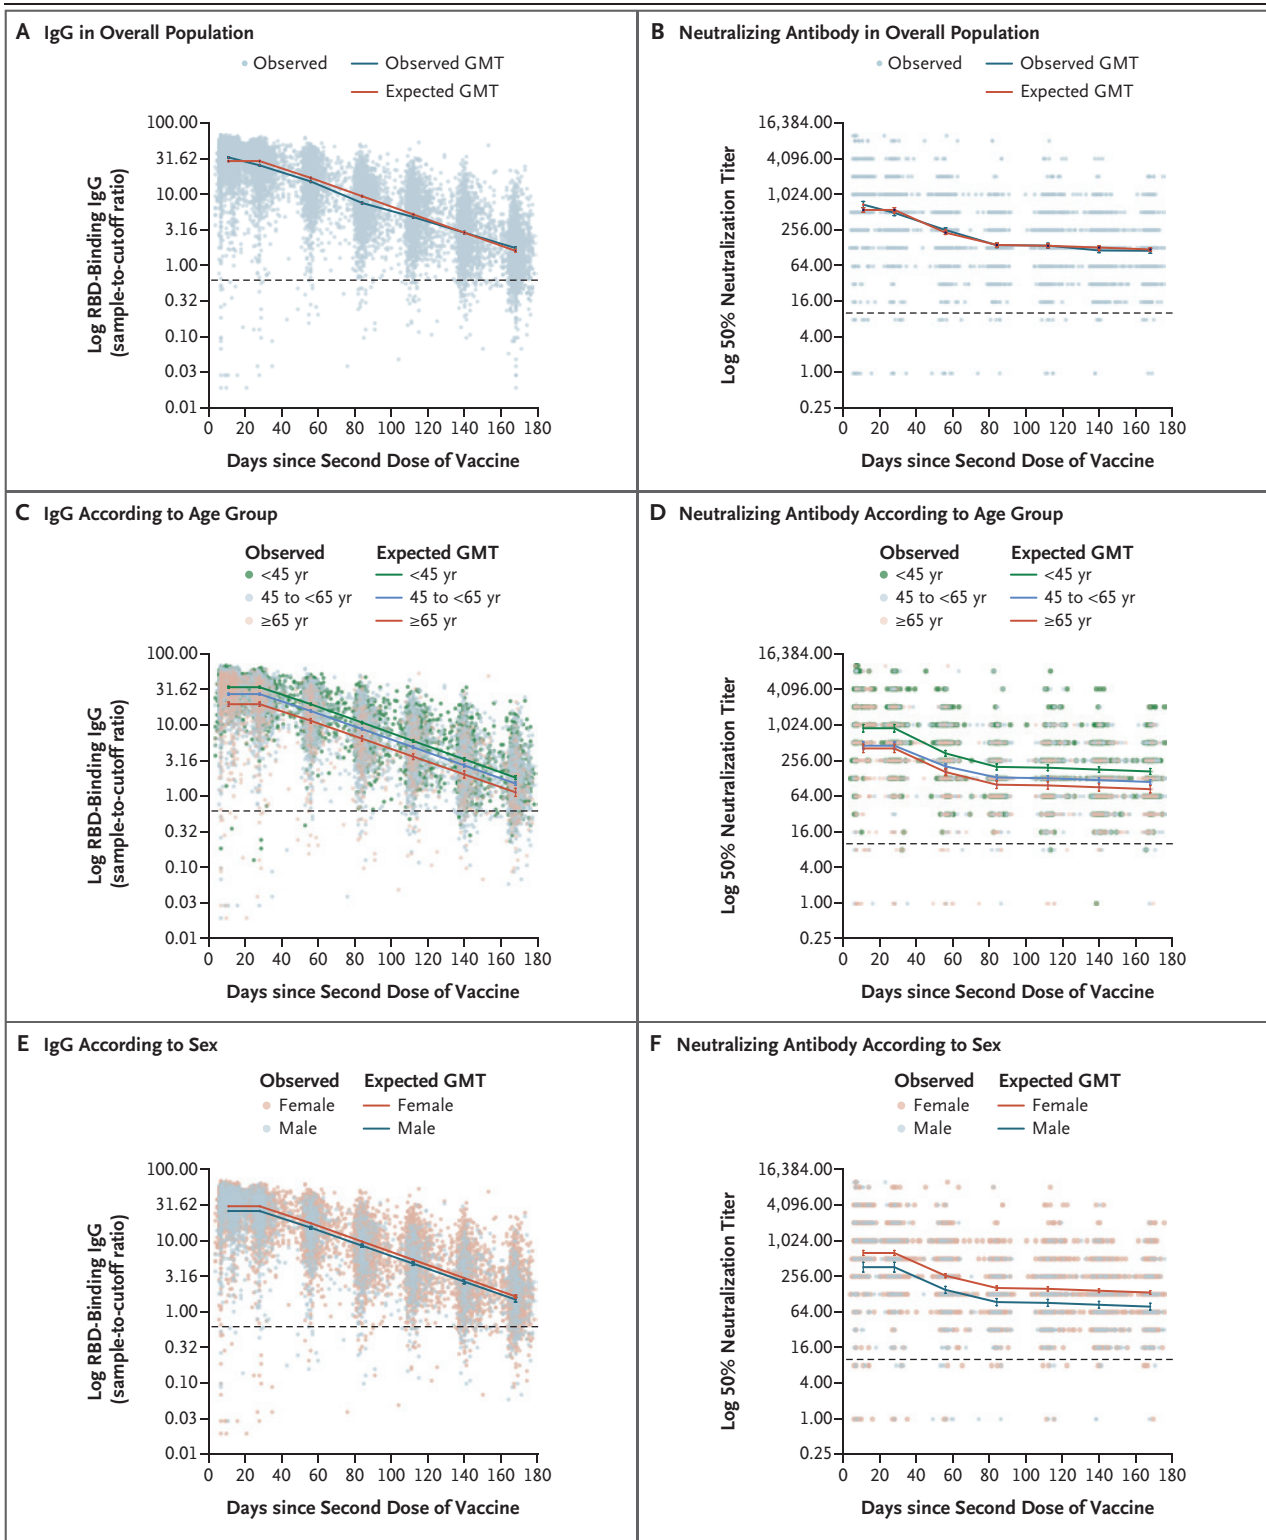 A IgG in Overall Population
Observed
Observed GMT
Expected GMT
100.00
31.62
10.00
3.16
1.00
0.32
0.10
0.03
0.01
Log RBD-Binding IgG
(sample-to-cutoff ratio)
0 20 40 60 80 100 120 140 160 180
Days since Second Dose of Vaccine
B Neutralizing Antibody in Overall Population
Observed
Observed GMT
Expected GMT
16,384.00
4,096.00
1,024.00
256.00
64.00
16.00
4.00
1.00
0.25
Log 50% Neutralization Titer
0 20 40 60 80 100 120 140 160 180
Days since Second Dose of Vaccine
C IgG According to Age Group
Observed Expected GMT
<45 yr <45 yr
45 to <65 yr 45 to <65 yr
≥65 yr ≥65 yr
100.00
31.62
10.00
3.16
1.00
0.32
0.10
0.03
0.01
Log RBD-Binding IgG
(sample-to-cutoff ratio)
0 20 40 60 80 100 120 140 160 180
Days since Second Dose of Vaccine
D Neutralizing Antibody According to Age Group
Observed Expected GMT
<45 yr <45 yr
45 to <65 yr 45 to <65 yr
≥65 yr ≥65 yr
16,384.00
4,096.00
1,024.00
256.00
64.00
16.00
4.00
1.00
0.25
Log 50% Neutralization Titer
0 20 40 60 80 100 120 140 160 180
Days since Second Dose of Vaccine
E IgG According to Sex
Observed Expected GMT
Female Female
Male Male
100.00
31.62
10.00
3.16
1.00
0.32
0.10
0.03
0.01
Log RBD-Binding IgG
(sample-to-cutoff ratio)
0 20 40 60 80 100 120 140 160 180
Days since Second Dose of Vaccine
F Neutralizing Antibody According to Sex
Observed Expected GMT
Female Female
Male Male
16,384.00
4,096.00
1,024.00
256.00
64.00
16.00
4.00
1.00
0.25
Log 50% Neutralization Titer
0 20 40 60 80 100 120 140 160 180
Days since Second Dose of Vaccine